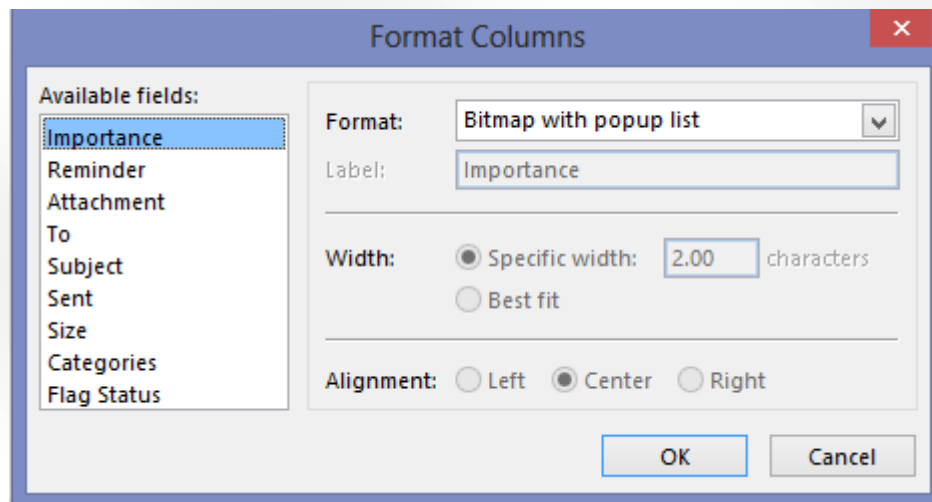 Format Columns
Available fields:
Importance
Reminder
Attachment
To
Subject
Sent
Size
Categories
Flag Status
Format: Bitmap with popup list
Label: Importance
Width: Specific width: 2.00 characters
Best fit
Alignment: Left Center Right
OK Cancel